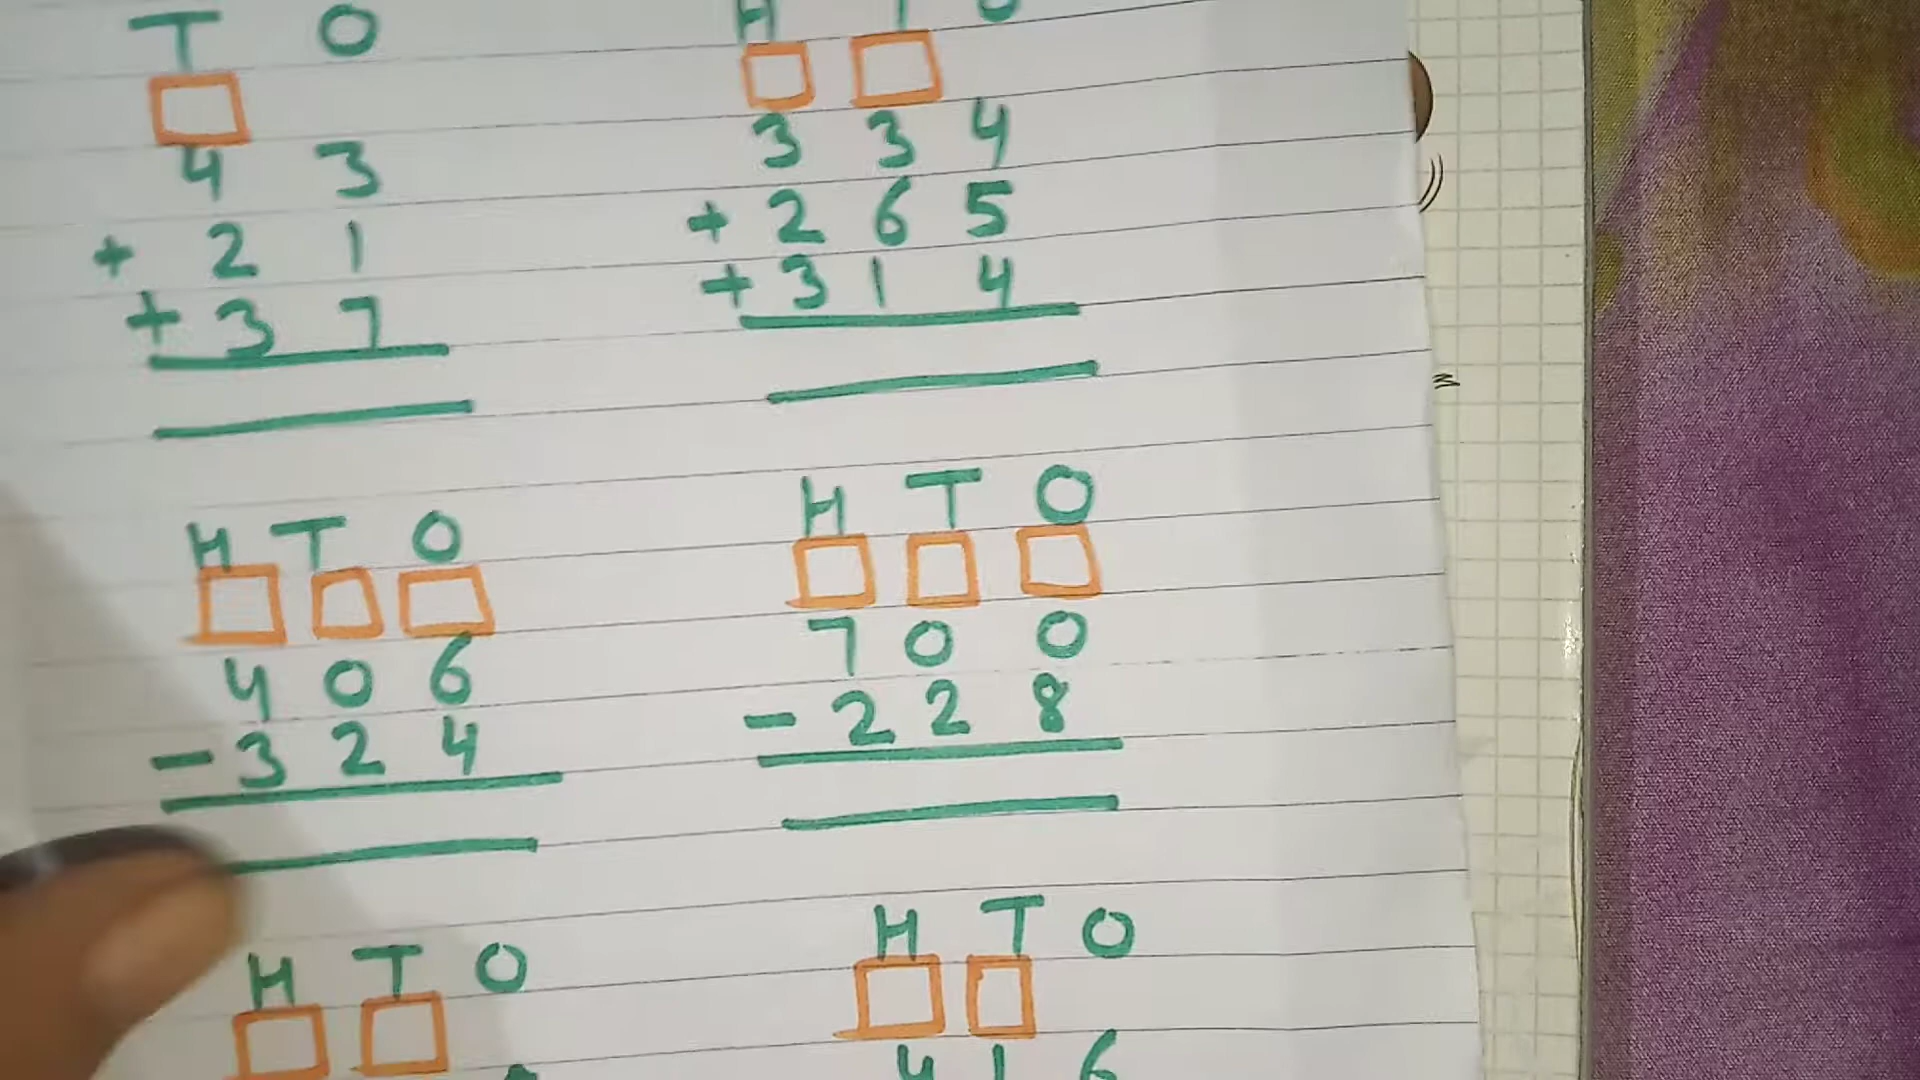 T O
4 3
+ 2 1
+ 3 7
H T O
3 3 4
+ 2 6 5
+ 3 1 4
H T O
4 0 6
- 3 2 4
H T O
7 0 0
- 2 2 8
H T O
H T O
4 1 6